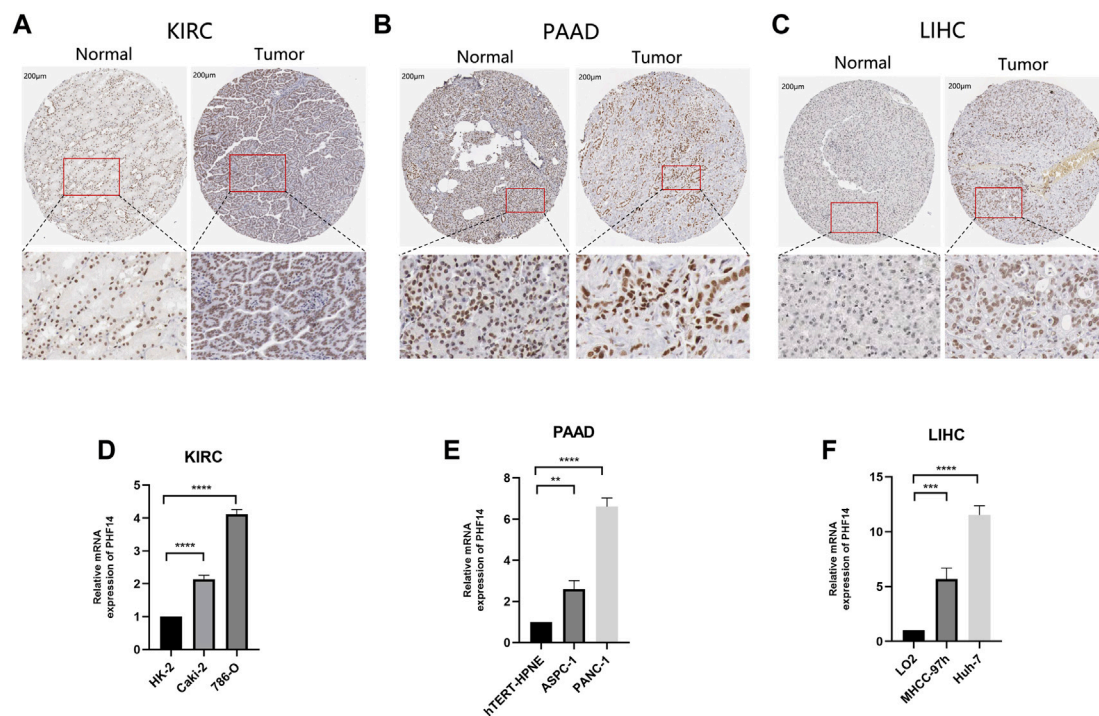 A
KIRC
Normal
Tumor
200μm
200μm
B
PAAD
Normal
Tumor
200μm
200μm
C
LIHC
Normal
Tumor
200μm
200μm
D
KIRC
Relative mRNA
expression of PHF14
5
4
3
2
1
0
****
****
HK-2
Caki-2
786-O
E
PAAD
Relative mRNA
expression of PHF14
8
6
4
2
0
****
**
hTERT-HPNE
ASPC-1
PANC-1
F
LIHC
Relative mRNA
expression of PHF14
15
10
5
0
****
***
LO2
MHCC-97h
Huh-7